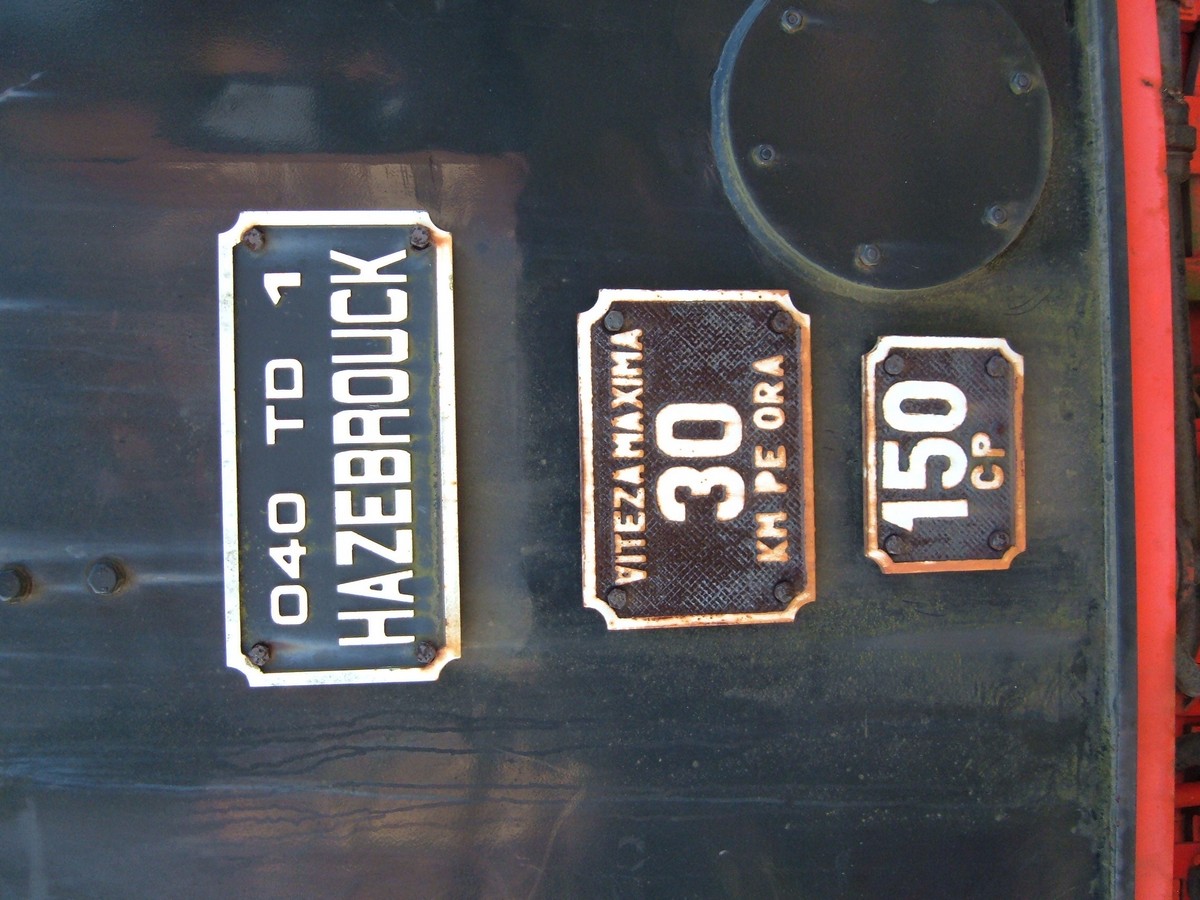 040 TD 1
HAZEBROUCK
VITEZA MAXIMA
30
KM PE ORA
150
CP